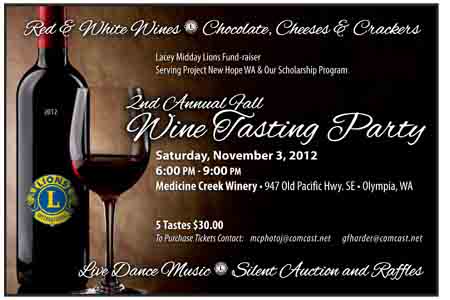 Red & White Wines Chocolate, Cheeses & Crackers
Lacey Midday Lions Fund-raiser
Serving Project New Hope WA & Our Scholarship Program
2nd Annual Fall
Wine Tasting Party
Saturday, November 3, 2012
6:00 PM - 9:00 PM
Medicine Creek Winery • 947 Old Pacific Hwy. SE • Olympia, WA
5 Tastes $30.00
To Purchase Tickets Contact: mcphotoj@comcast.net gfharder@comcast.net
Live Dance Music Silent Auction and Raffles
2012
LIONS
L
INTERNATIONAL